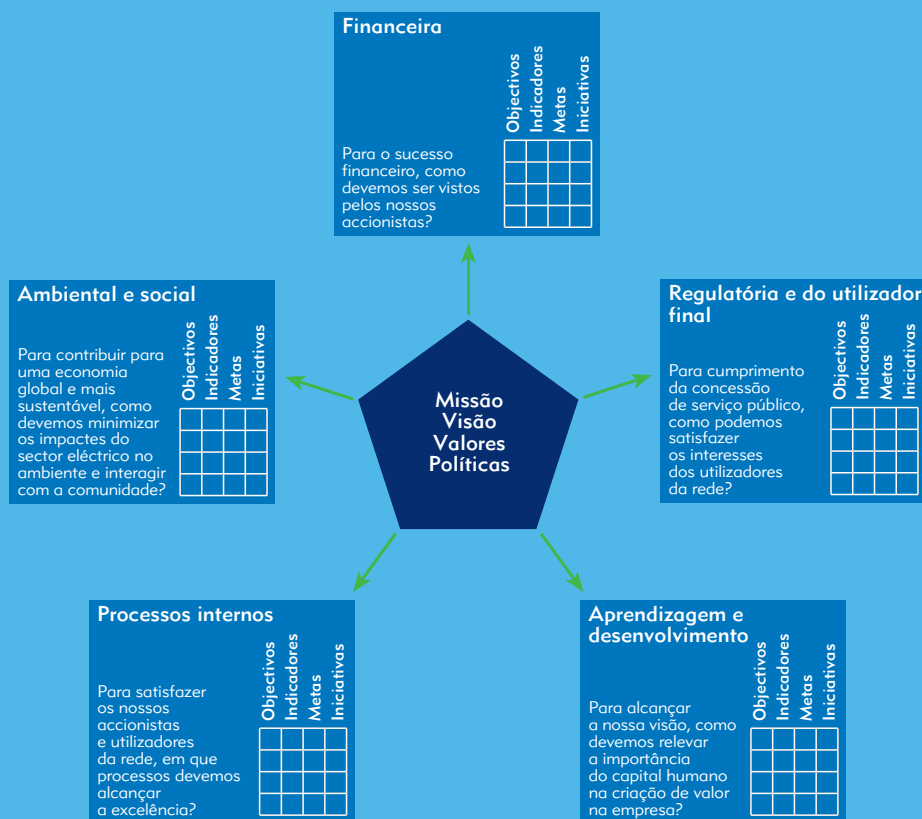 Financeira
Objectivos
Indicadores
Metas
Iniciativas
Para o sucesso
financeiro, como
devemos ser vistos
pelos nossos
accionistas?
Ambiental e social
Objectivos
Indicadores
Metas
Iniciativas
Para contribuir para
uma economia
global e mais
sustentável, como
devemos minimizar
os impactes do
sector eléctrico no
ambiente e interagir
com a comunidade?
Missão
Visão
Valores
Políticas
Regulatória e do utilizador
final
Objectivos
Indicadores
Metas
Iniciativas
Para cumprimento
da concessão
de serviço público,
como podemos
satisfazer
os interesses
dos utilizadores
da rede?
Processos internos
Objectivos
Indicadores
Metas
Iniciativas
Para satisfazer
os nossos
accionistas
e utilizadores
da rede, em que
processos devemos
alcançar
a excelência?
Aprendizagem e
desenvolvimento
Objectivos
Indicadores
Metas
Iniciativas
Para alcançar
a nossa visão, como
devemos relevar
a importância
do capital humano
na criação de valor
na empresa?